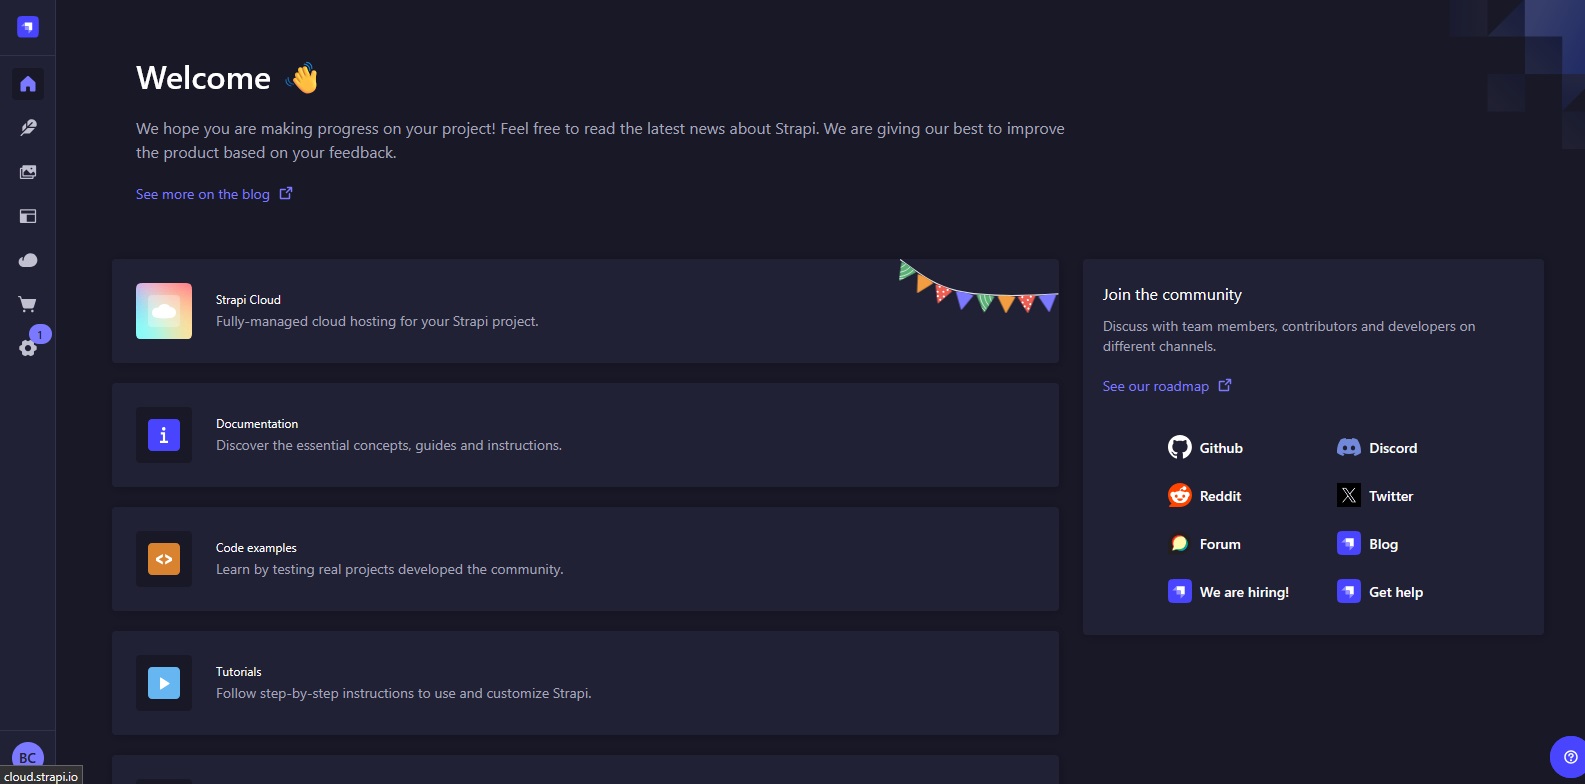 Welcome
We hope you are making progress on your project! Feel free to read the latest news about Strapi. We are giving our best to improve
the product based on your feedback.
See more on the blog
Strapi Cloud
Fully-managed cloud hosting for your Strapi project.
Documentation
Discover the essential concepts, guides and instructions.
Code examples
Learn by testing real projects developed the community.
Tutorials
Follow step-by-step instructions to use and customize Strapi.
Join the community
Discuss with team members, contributors and developers on
different channels.
See our roadmap
Github
Discord
Reddit
Twitter
Forum
Blog
We are hiring!
Get help
1
BC
cloud.strapi.io